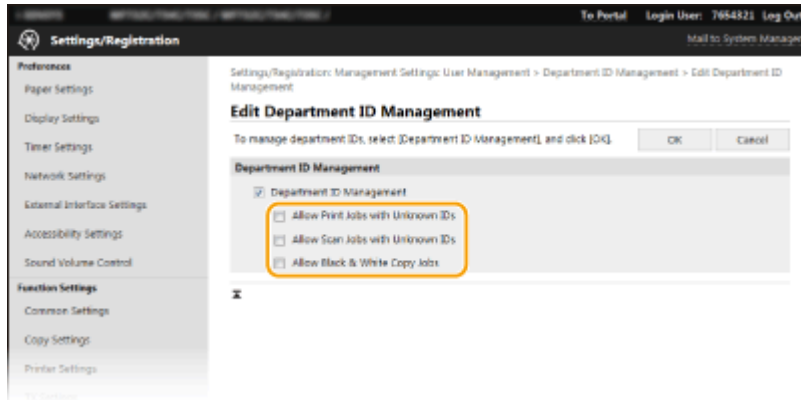 To Portal Login User: 7654321 Log Out
Settings/Registration
Mail to System Manager
Preferences
Paper Settings
Display Settings
Timer Settings
Network Settings
External Interface Settings
Accessibility Settings
Sound Volume Control
Function Settings
Common Settings
Copy Settings
Printer Settings
Settings/Registration: Management Settings: User Management > Department ID Management > Edit Department ID
Management
Edit Department ID Management
To manage department IDs, select [Department ID Management], and click [OK].
OK Cancel
Department ID Management
Department ID Management
Allow Print Jobs with Unknown IDs
Allow Scan Jobs with Unknown IDs
Allow Black & White Copy Jobs